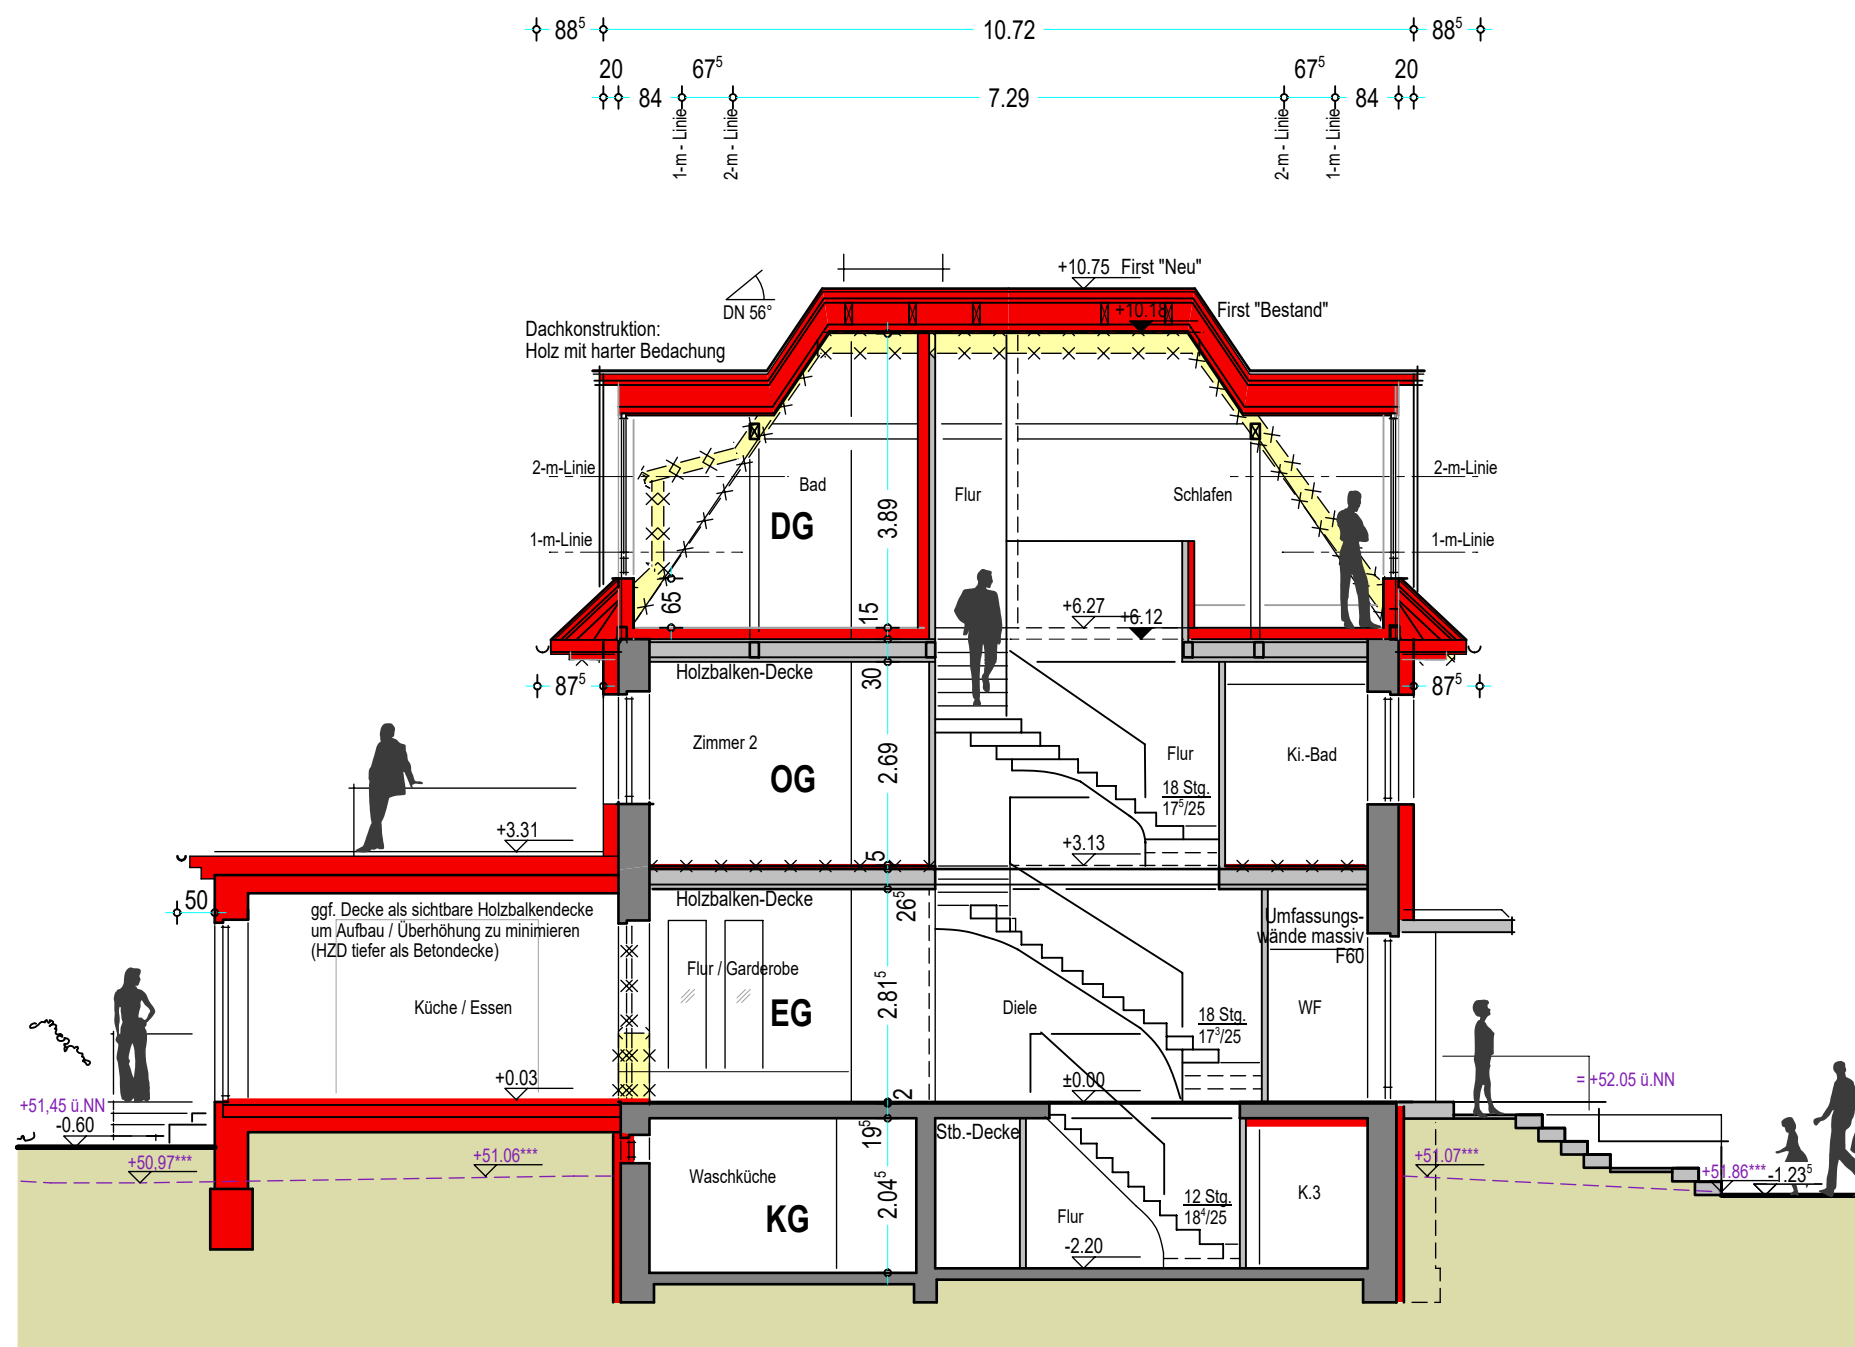 88⁵ 10.72 88⁵
20 67⁵ 67⁵ 20
84 7.29 84
1-m - Linie
2-m - Linie
2-m - Linie
1-m - Linie
+10.75 First "Neu"
DN 56°
+10.18 First "Bestand"
Dachkonstruktion:
Holz mit harter Bedachung
2-m-Linie
2-m-Linie
Bad
Flur
Schlafen
DG
3.89
1-m-Linie
1-m-Linie
65
15
+6.27
+6.12
Holzbalken-Decke
30
87⁵
87⁵
Zimmer 2
OG
2.69
Flur
Ki.-Bad
18 Stg.
17⁵/25
+3.31
+3.13
5
Holzbalken-Decke
26⁵
50
ggf. Decke als sichtbare Holzbalkendecke
um Aufbau / Überhöhung zu minimieren
(HZD tiefer als Betondecke)
Umfassungs-
wände massiv
F60
Flur / Garderobe
Küche / Essen
EG
2.81⁵
Diele
WF
18 Stg.
17³/25
+0.03
±0.00
2
= +52.05 ü.NN
+51,45 ü.NN
-0.60
19⁵
Stb.-Decke
+50,97***
+51.06***
+51.07***
+51.86***
-1.23⁵
Waschküche
KG
2.04⁵
12 Stg.
18⁴/25
K.3
Flur
-2.20